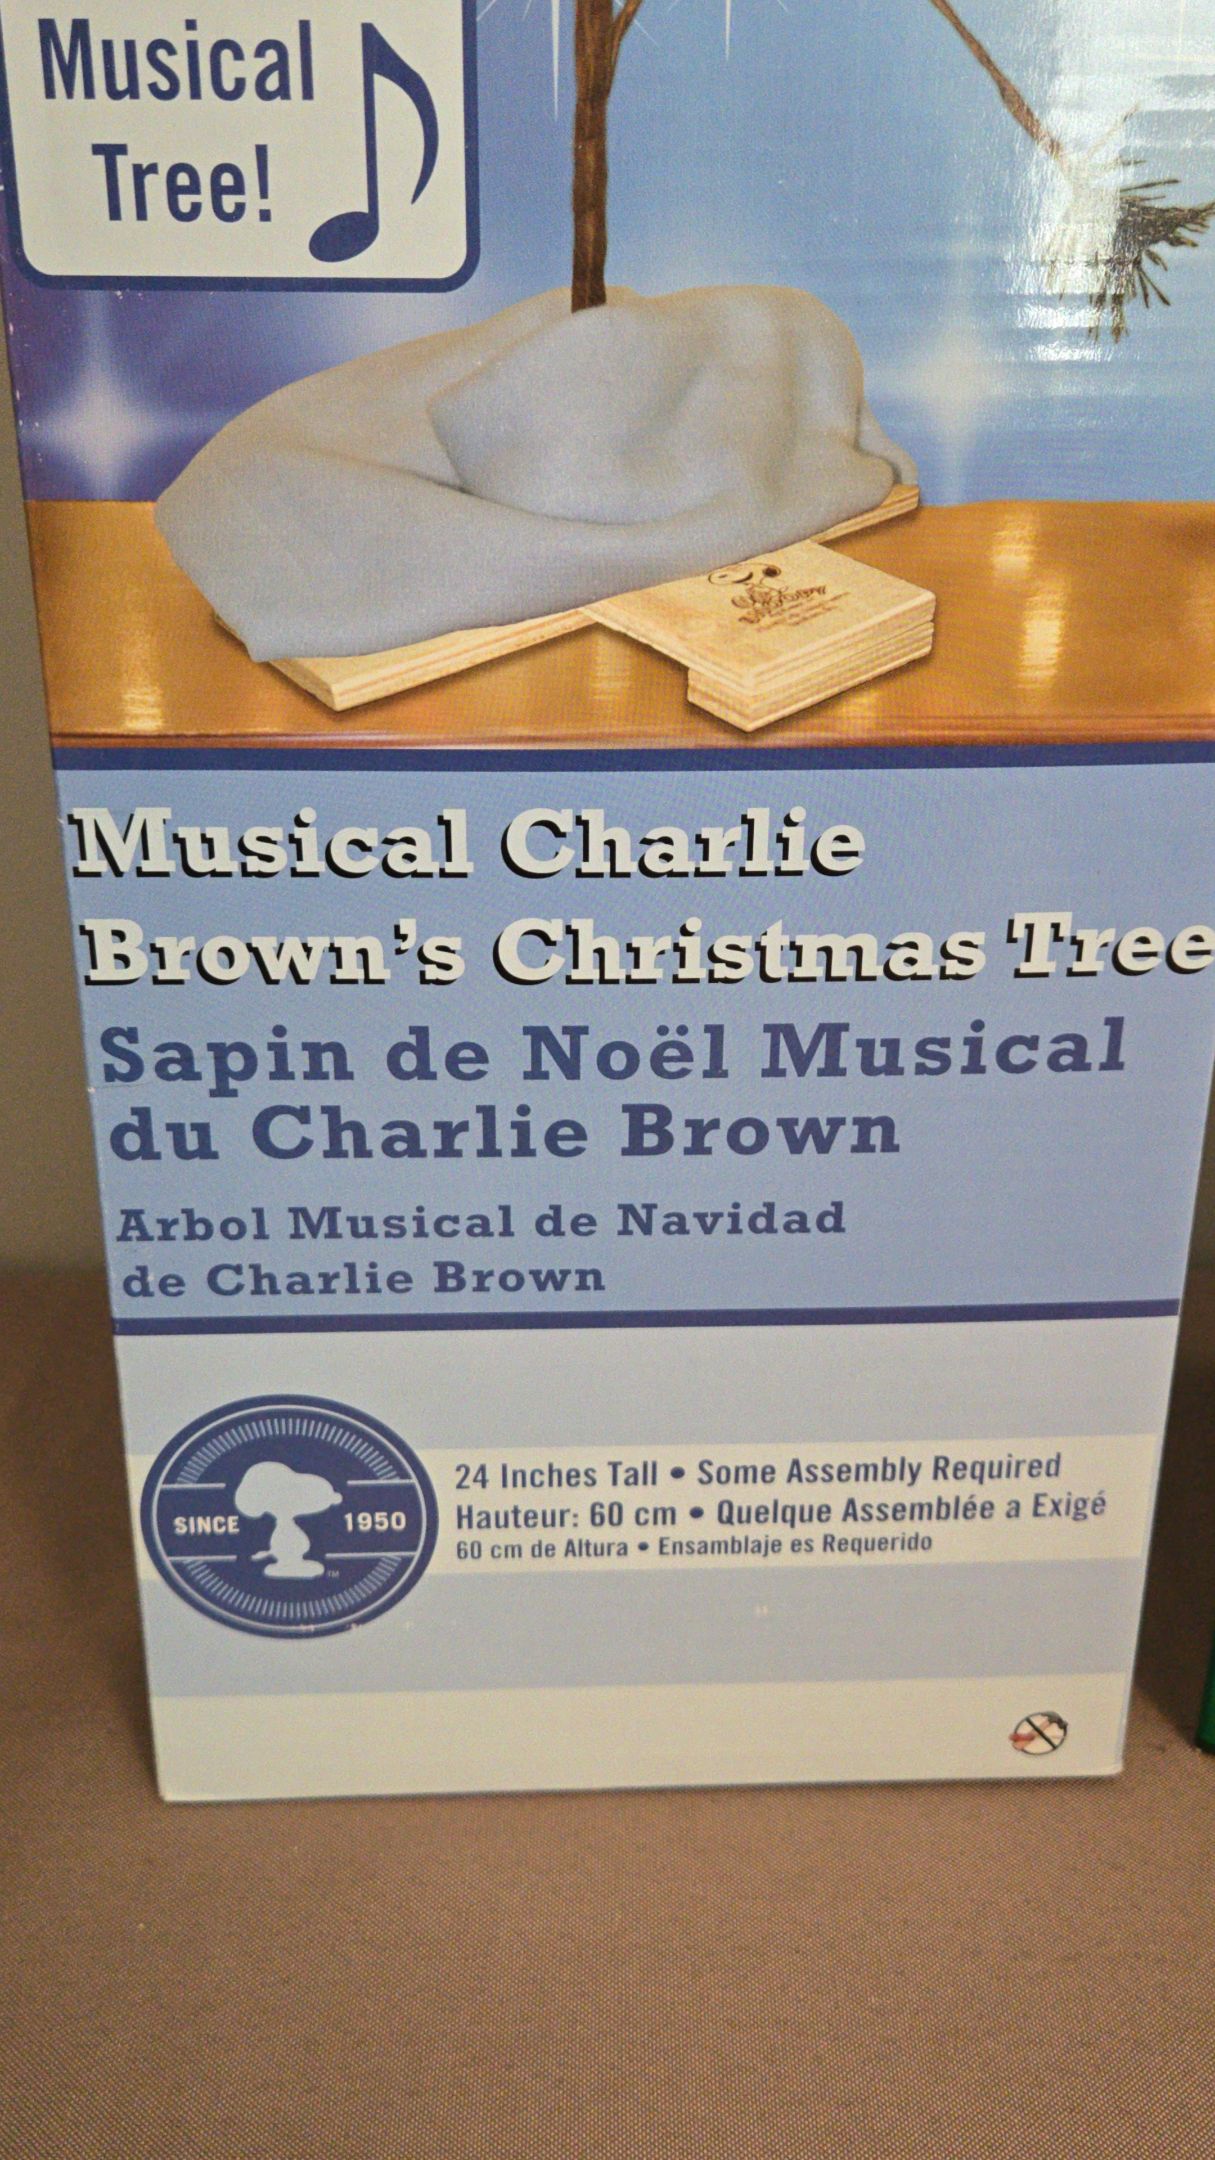 Musical
Tree!
Musical Charlie
Brown's Christmas Tree
Sapin de Noël Musical
du Charlie Brown
Arbol Musical de Navidad
de Charlie Brown
SINCE 1950
TM
24 Inches Tall • Some Assembly Required
Hauteur: 60 cm • Quelque Assemblée a Exigé
60 cm de Altura • Ensamblaje es Requerido